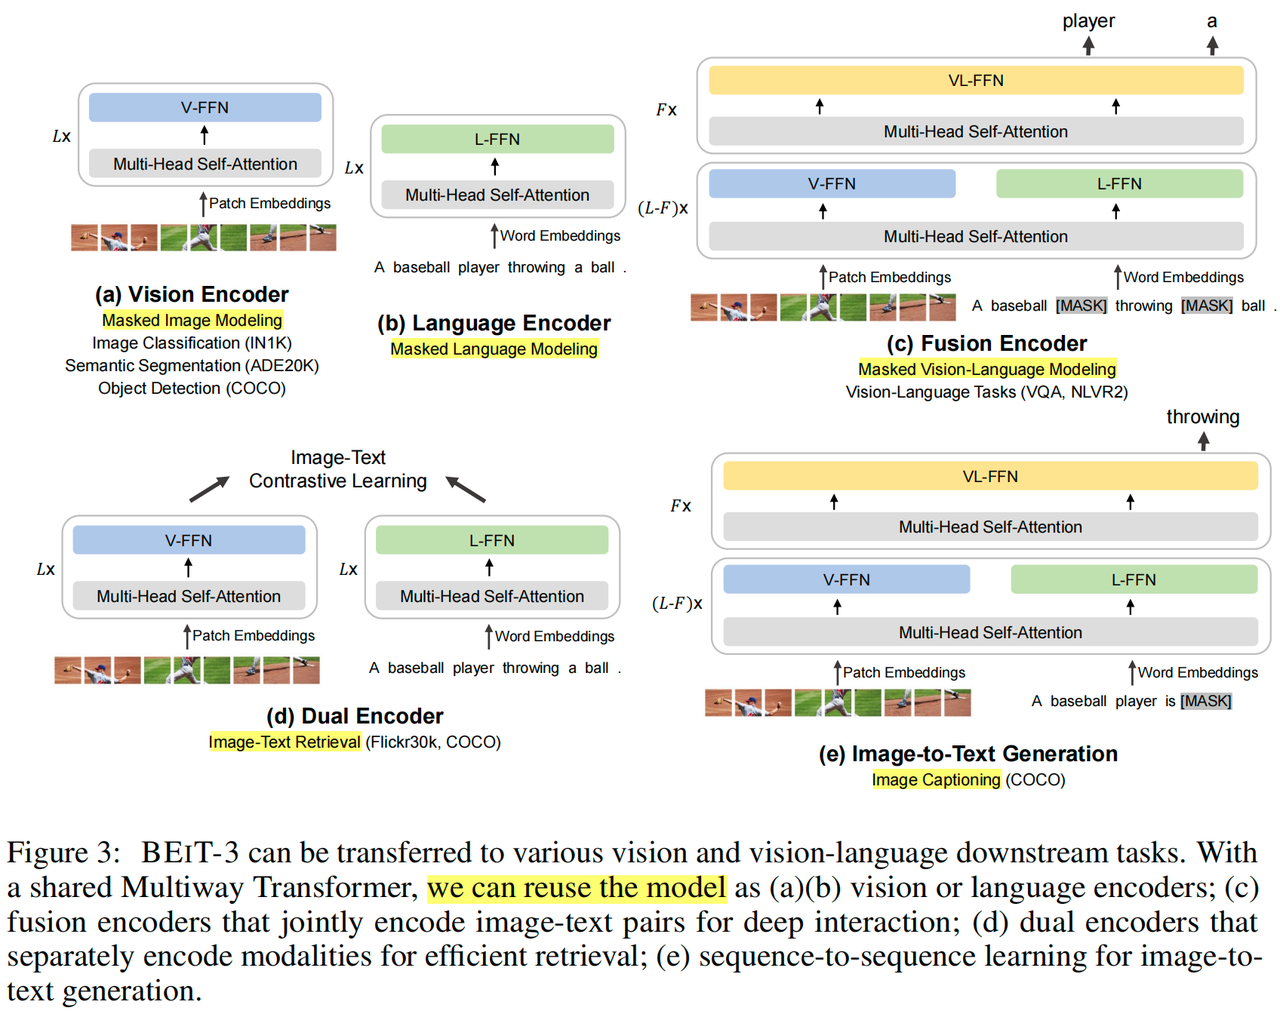 V-FFN
Lx
Multi-Head Self-Attention
Patch Embeddings
(a) Vision Encoder
Masked Image Modeling
Image Classification (IN1K)
Semantic Segmentation (ADE20K)
Object Detection (COCO)
L-FFN
Lx
Multi-Head Self-Attention
Word Embeddings
A baseball player throwing a ball .
(b) Language Encoder
Masked Language Modeling
player a
VL-FFN
Fx
Multi-Head Self-Attention
V-FFN L-FFN
(L-F)x
Multi-Head Self-Attention
Patch Embeddings Word Embeddings
A baseball [MASK] throwing [MASK] ball .
(c) Fusion Encoder
Masked Vision-Language Modeling
Vision-Language Tasks (VQA, NLVR2)
Image-Text
Contrastive Learning
V-FFN L-FFN
Lx Lx
Multi-Head Self-Attention Multi-Head Self-Attention
Patch Embeddings Word Embeddings
A baseball player throwing a ball .
(d) Dual Encoder
Image-Text Retrieval (Flickr30k, COCO)
throwing
VL-FFN
Fx
Multi-Head Self-Attention
V-FFN L-FFN
(L-F)x
Multi-Head Self-Attention
Patch Embeddings Word Embeddings
A baseball player is [MASK]
(e) Image-to-Text Generation
Image Captioning (COCO)
Figure 3: BEIT-3 can be transferred to various vision and vision-language downstream tasks. With
a shared Multiway Transformer, we can reuse the model as (a)(b) vision or language encoders; (c)
fusion encoders that jointly encode image-text pairs for deep interaction; (d) dual encoders that
separately encode modalities for efficient retrieval; (e) sequence-to-sequence learning for image-to-
text generation.